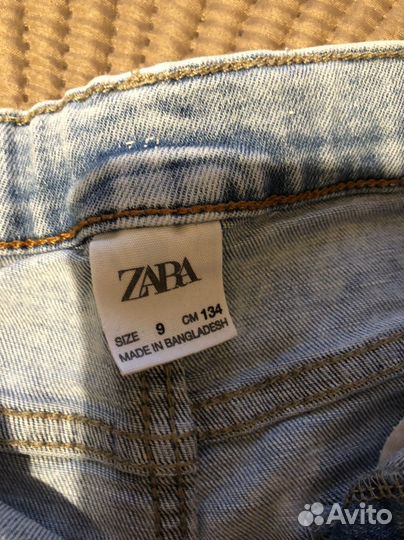 ZARA
SIZE 9 CM 134
MADE IN BANGLADESH
Avito